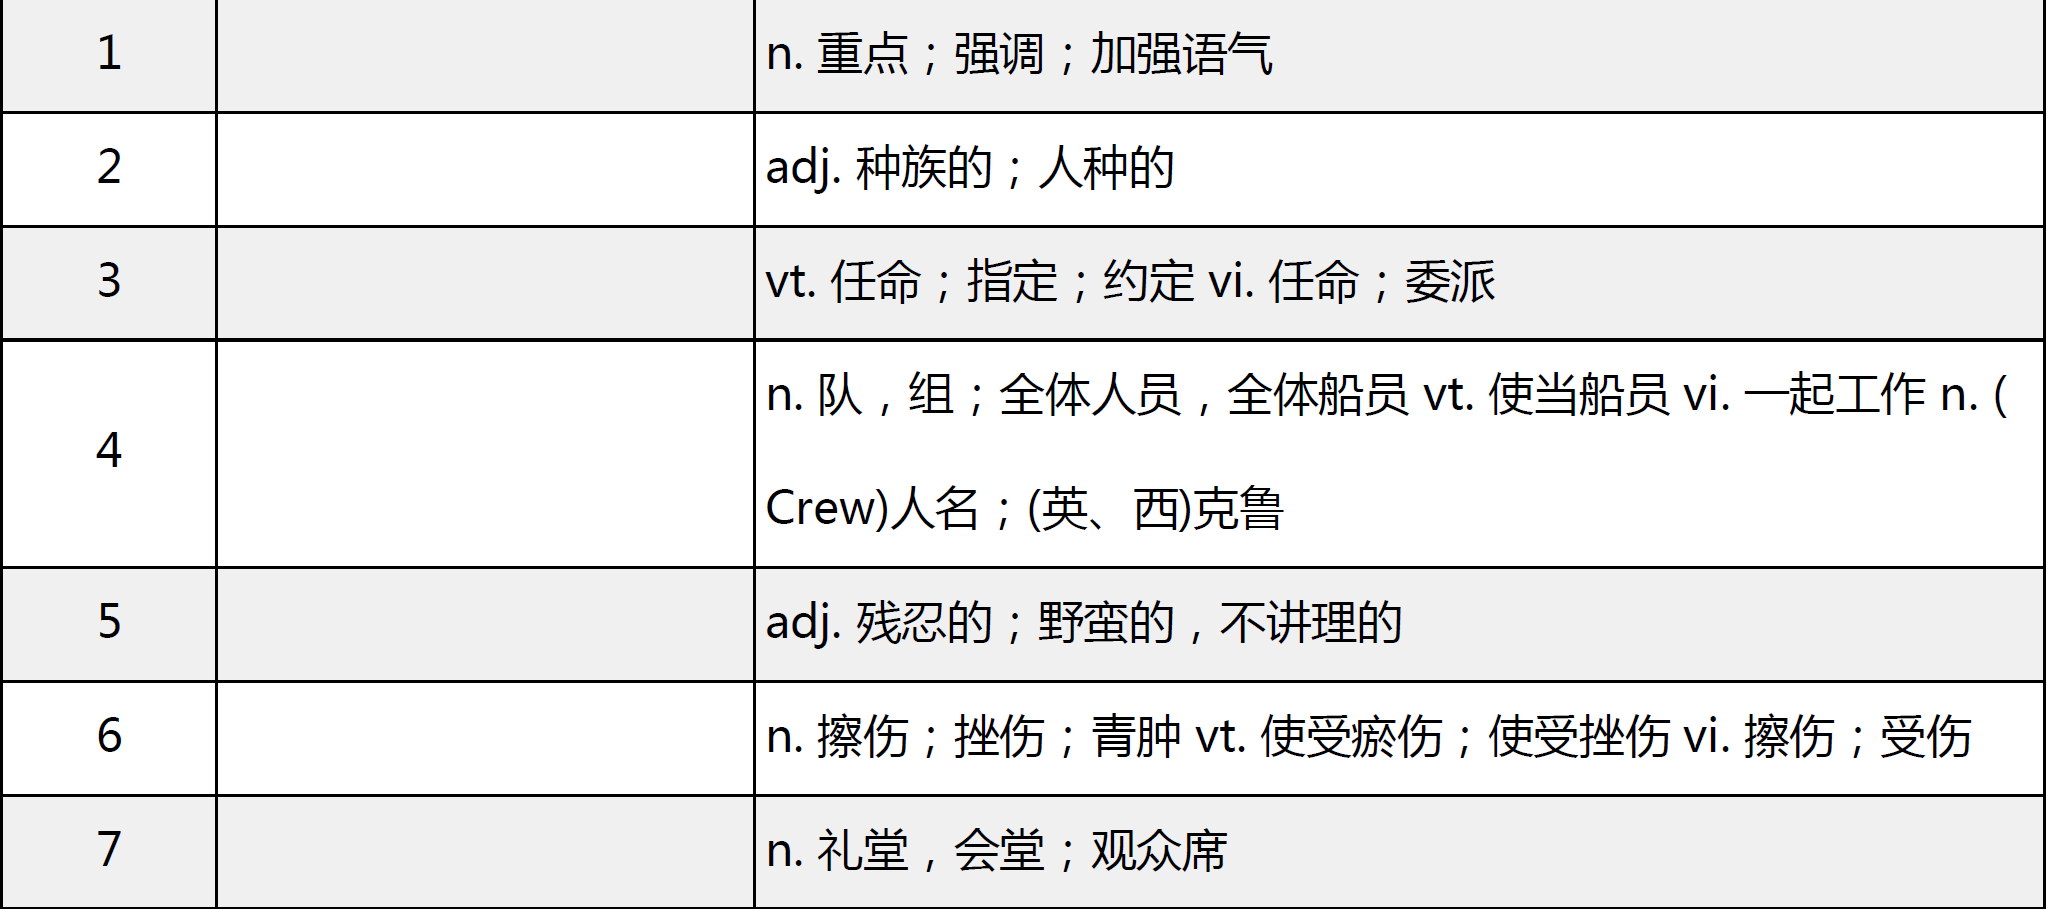 1 n. 重点；强调；加强语气
2 adj. 种族的；人种的
3 vt. 任命；指定；约定 vi. 任命；委派
4 n. 队，组；全体人员，全体船员 vt. 使当船员 vi. 一起工作 n. (
Crew)人名；(英、西)克鲁
5 adj. 残忍的；野蛮的，不讲理的
6 n. 擦伤；挫伤；青肿 vt. 使受瘀伤；使受挫伤 vi. 擦伤；受伤
7 n. 礼堂，会堂；观众席